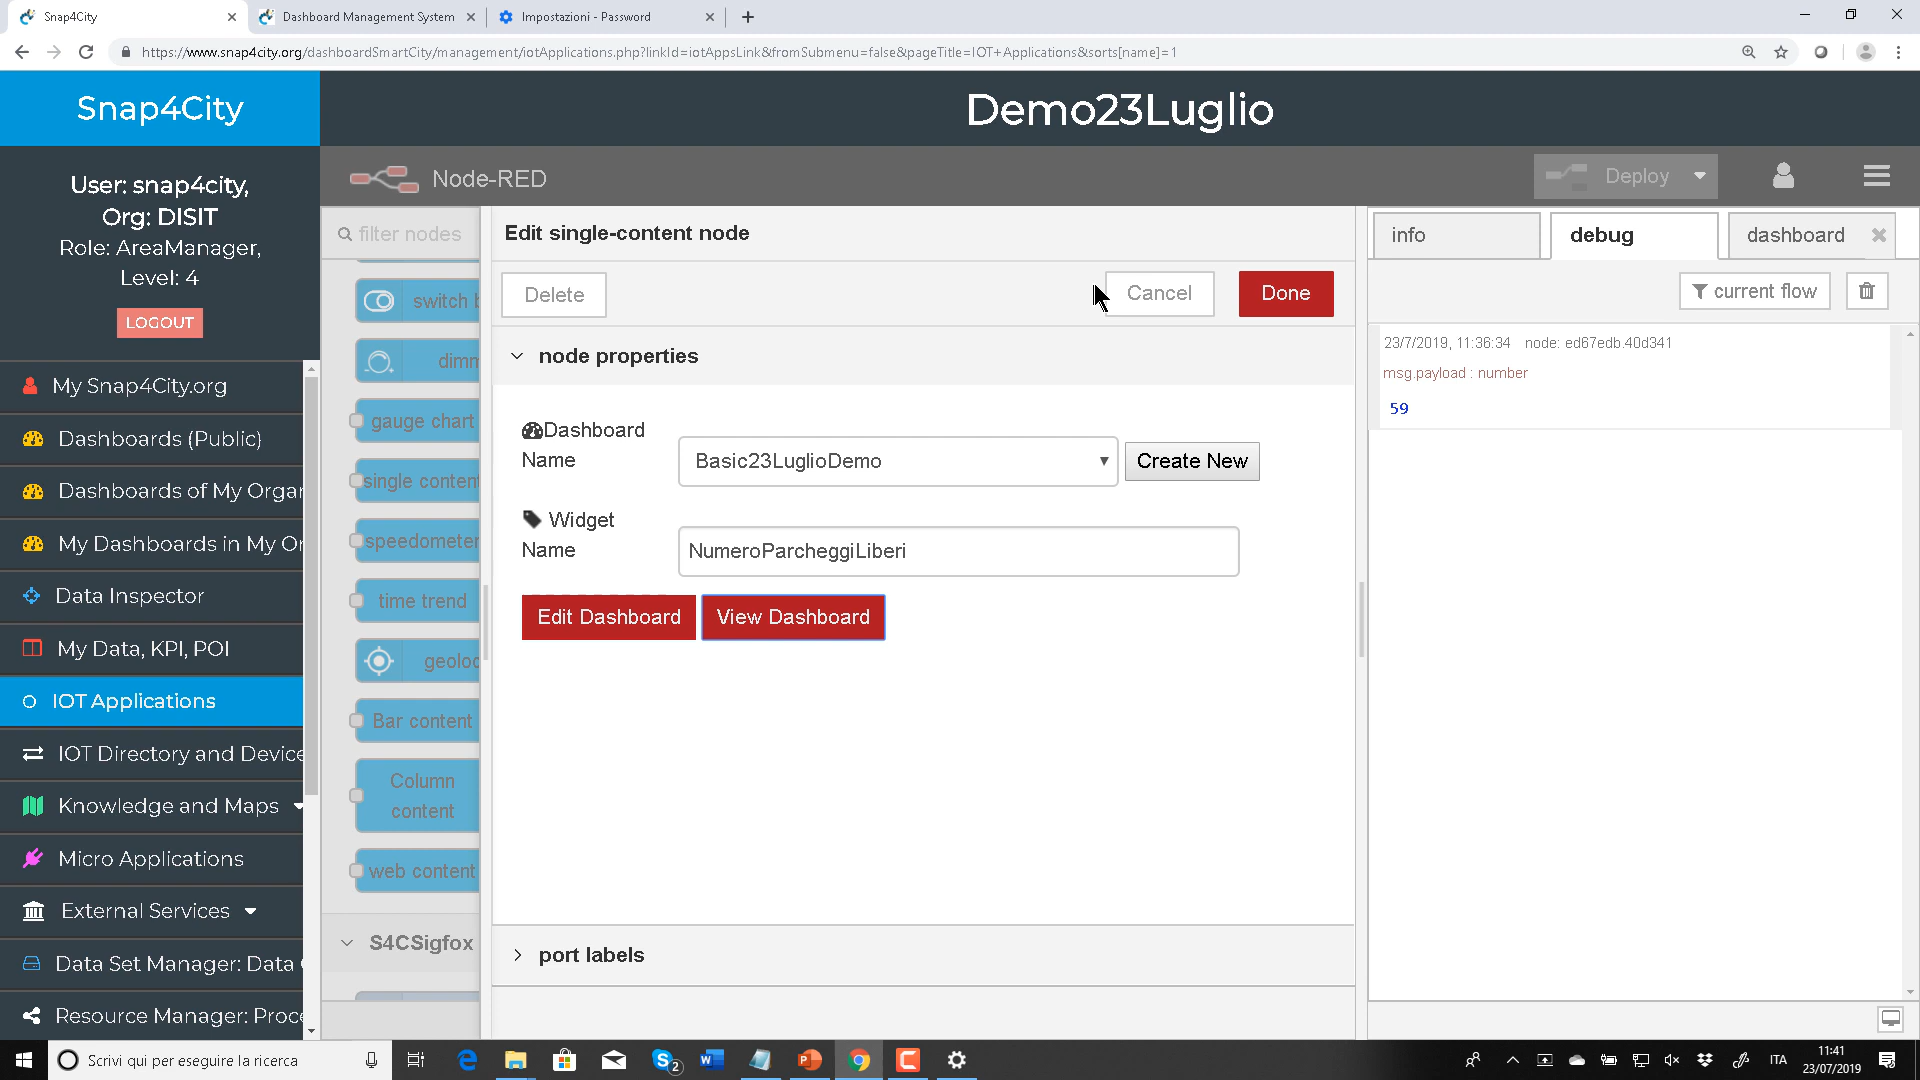 Snap4City
Dashboard Management System
Impostazioni - Password
https://www.snap4city.org/dashboardSmartCity/management/iotApplications.php?linkId=iotAppsLink&fromSubmenu=false&pageTitle=IOT+Applications&sorts[name]=1
Snap4City
Demo23Luglio
User: snap4city,
Org: DISIT
Role: AreaManager,
Level: 4
LOGOUT
My Snap4City.org
Dashboards (Public)
Dashboards of My Organ
My Dashboards in My Or
Data Inspector
My Data, KPI, POI
IOT Applications
IOT Directory and Device
Knowledge and Maps
Micro Applications
External Services
Data Set Manager: Data
Resource Manager: Proce
Node-RED
Deploy
filter nodes
switch b
dimm
gauge chart
single content
speedometer
time trend
geoloc
Bar content
Column
content
web content
S4CSigfox
Edit single-content node
Delete
Cancel
Done
node properties
Dashboard
Name
Basic23LuglioDemo
Create New
Widget
Name
NumeroParcheggiLiberi
Edit Dashboard
View Dashboard
port labels
info
debug
dashboard
current flow
23/7/2019, 11:36:34 node: ed67edb.40d341
msg.payload : number
59
Scrivi qui per eseguire la ricerca
2
ITA
11:41
23/07/2019